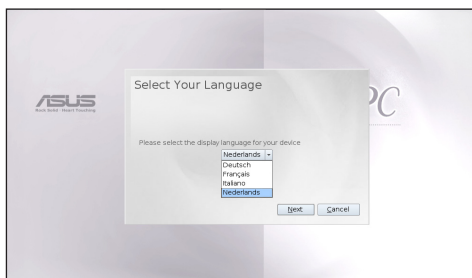 ASUS
Rock Solid · Heart Touching
PC
Select Your Language
Please select the display language for your device
Nederlands
Deutsch
Français
Italiano
Nederlands
Next
Cancel